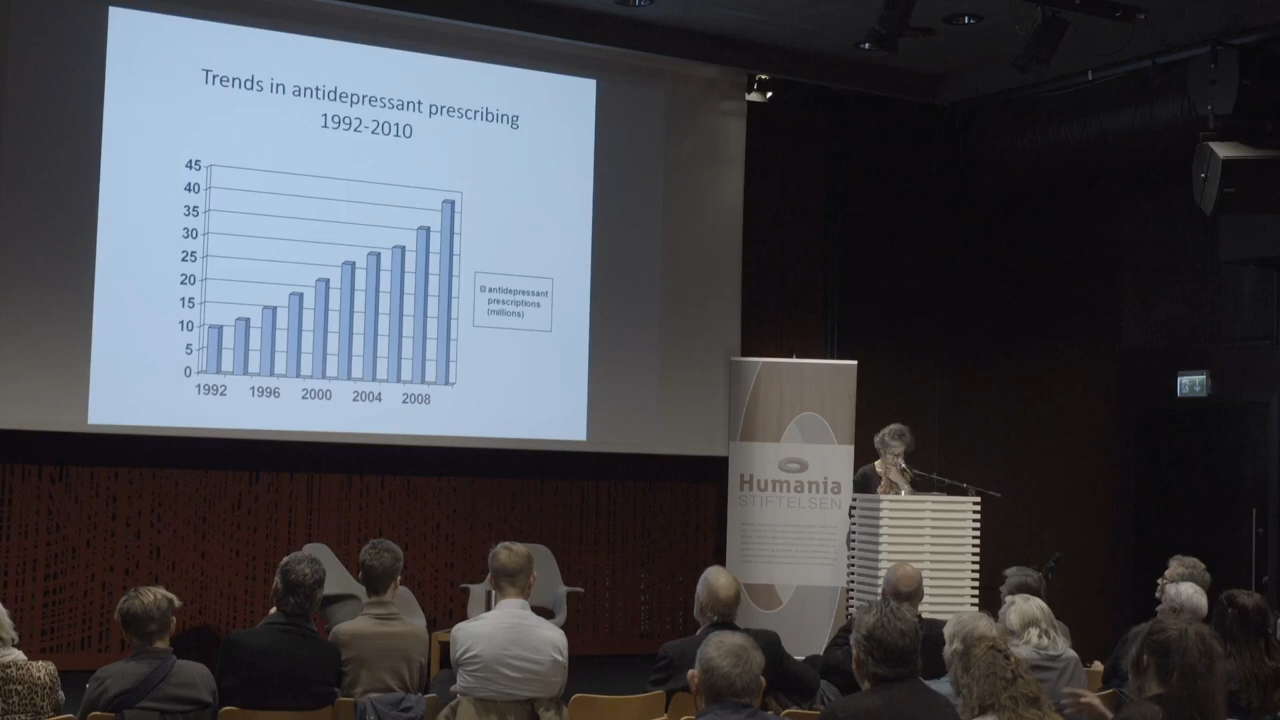 Trends in antidepressant prescribing
1992-2010
45
40
35
30
25
20
15
10
5
0
1992 1996 2000 2004 2008
antidepressant
prescriptions
(millions)
Humania
STIFTELSEN